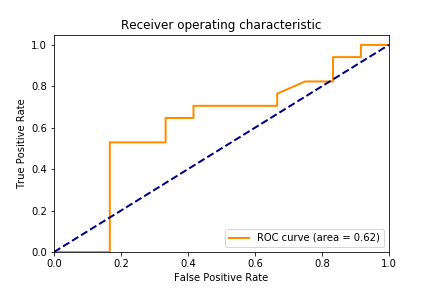 Receiver operating characteristic
1.0
0.8
0.6
0.4
0.2
0.0
True Positive Rate
ROC curve (area = 0.62)
0.0 0.2 0.4 0.6 0.8 1.0
False Positive Rate